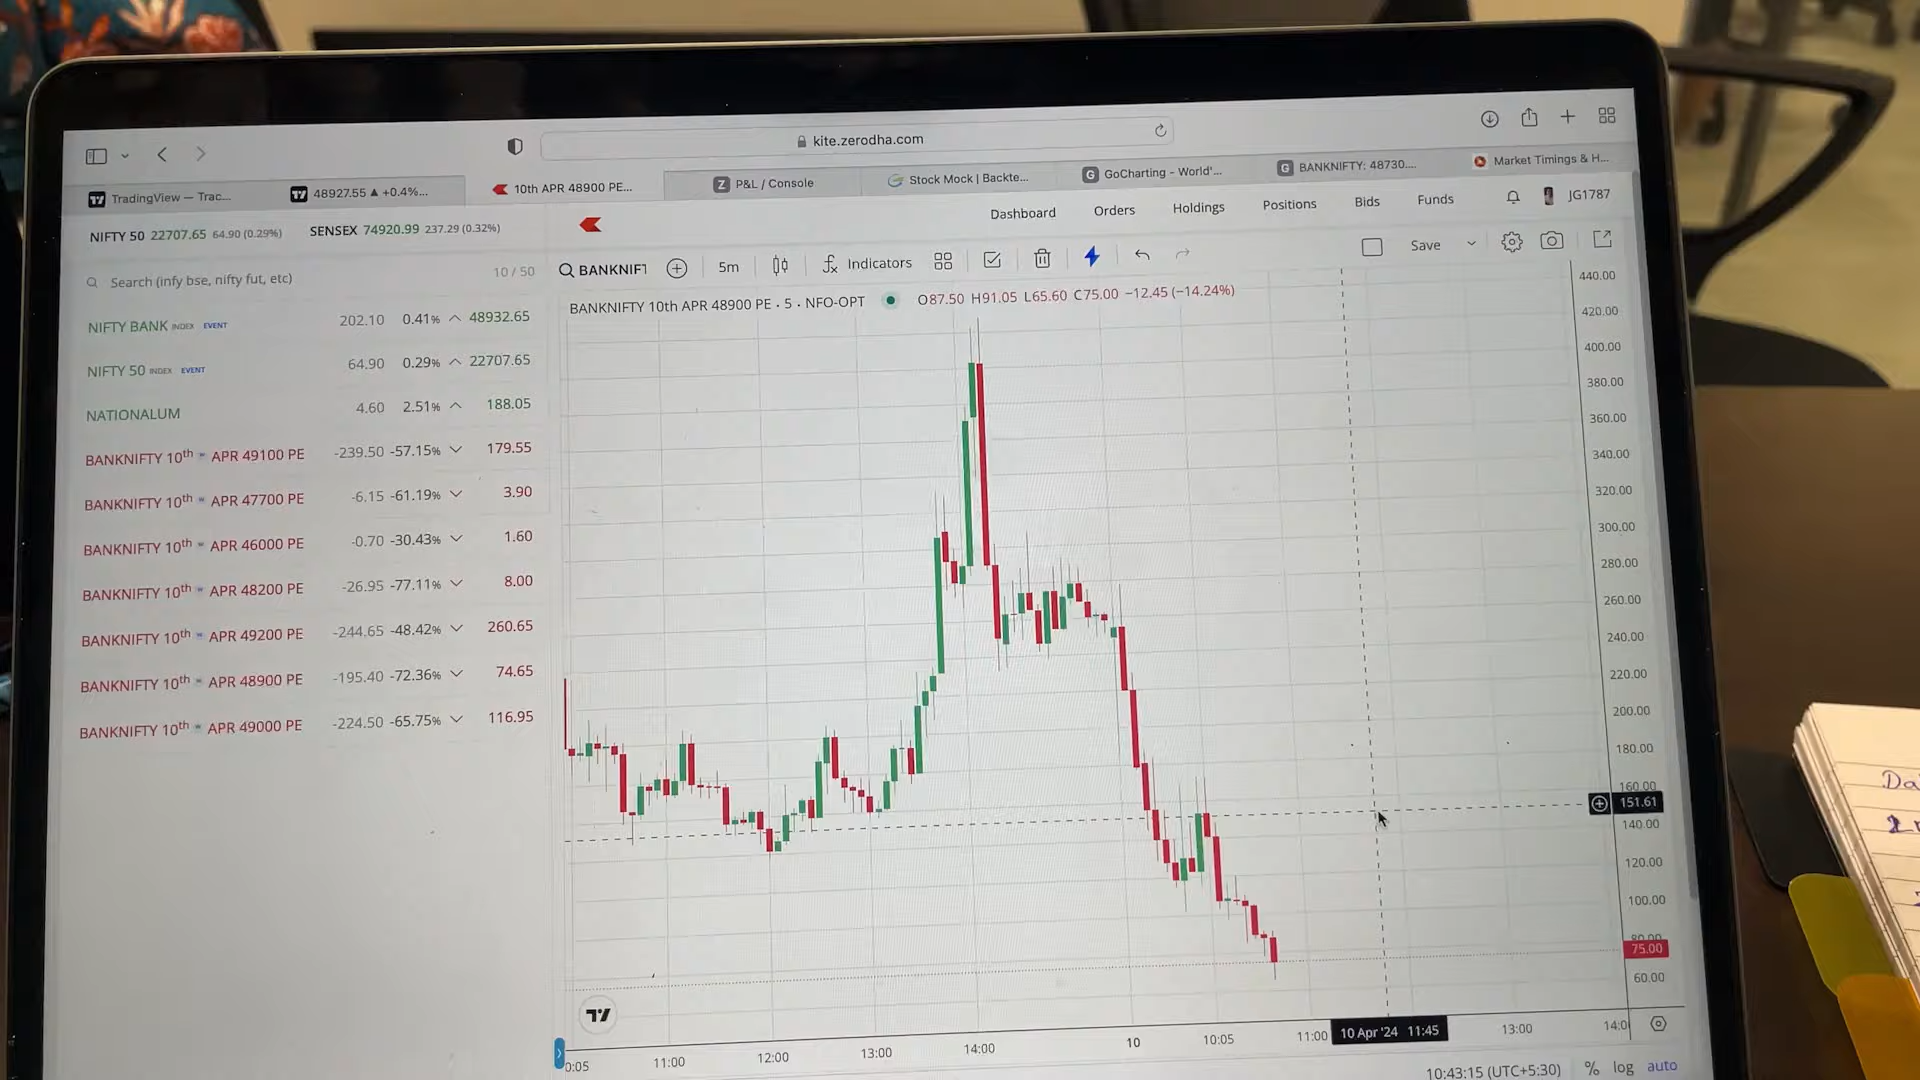 kite.zerodha.com
TradingView — Trac...
48927.55 ▲ +0.4%...
10th APR 48900 PE...
Z P&L / Console
Stock Mock | Backte...
G GoCharting - World'...
G BANKNIFTY: 48730....
Market Timings & H...
NIFTY 50 22707.65 64.90 (0.29%) SENSEX 74920.99 237.29 (0.32%)
Dashboard Orders Holdings Positions Bids Funds JG1787
Search (infy bse, nifty fut, etc) 10 / 50
BANKNIFT 5m Indicators Save
NIFTY BANK INDEX EVENT 202.10 0.41% 48932.65
NIFTY 50 INDEX EVENT 64.90 0.29% 22707.65
NATIONALUM 4.60 2.51% 188.05
BANKNIFTY 10th w APR 49100 PE -239.50 -57.15% 179.55
BANKNIFTY 10th w APR 47700 PE -6.15 -61.19% 3.90
BANKNIFTY 10th w APR 46000 PE -0.70 -30.43% 1.60
BANKNIFTY 10th w APR 48200 PE -26.95 -77.11% 8.00
BANKNIFTY 10th w APR 49200 PE -244.65 -48.42% 260.65
BANKNIFTY 10th w APR 48900 PE -195.40 -72.36% 74.65
BANKNIFTY 10th w APR 49000 PE -224.50 -65.75% 116.95
BANKNIFTY 10th APR 48900 PE · 5 · NFO-OPT O87.50 H91.05 L65.60 C75.00 −12.45 (−14.24%)
440.00
420.00
400.00
380.00
360.00
340.00
320.00
300.00
280.00
260.00
240.00
220.00
200.00
180.00
160.00
151.61
140.00
120.00
100.00
80.00
75.00
60.00
0:05 11:00 12:00 13:00 14:00 10 10:05 11:00 10 Apr '24 11:45 13:00 14:0
10:43:15 (UTC+5:30) % log auto
Da